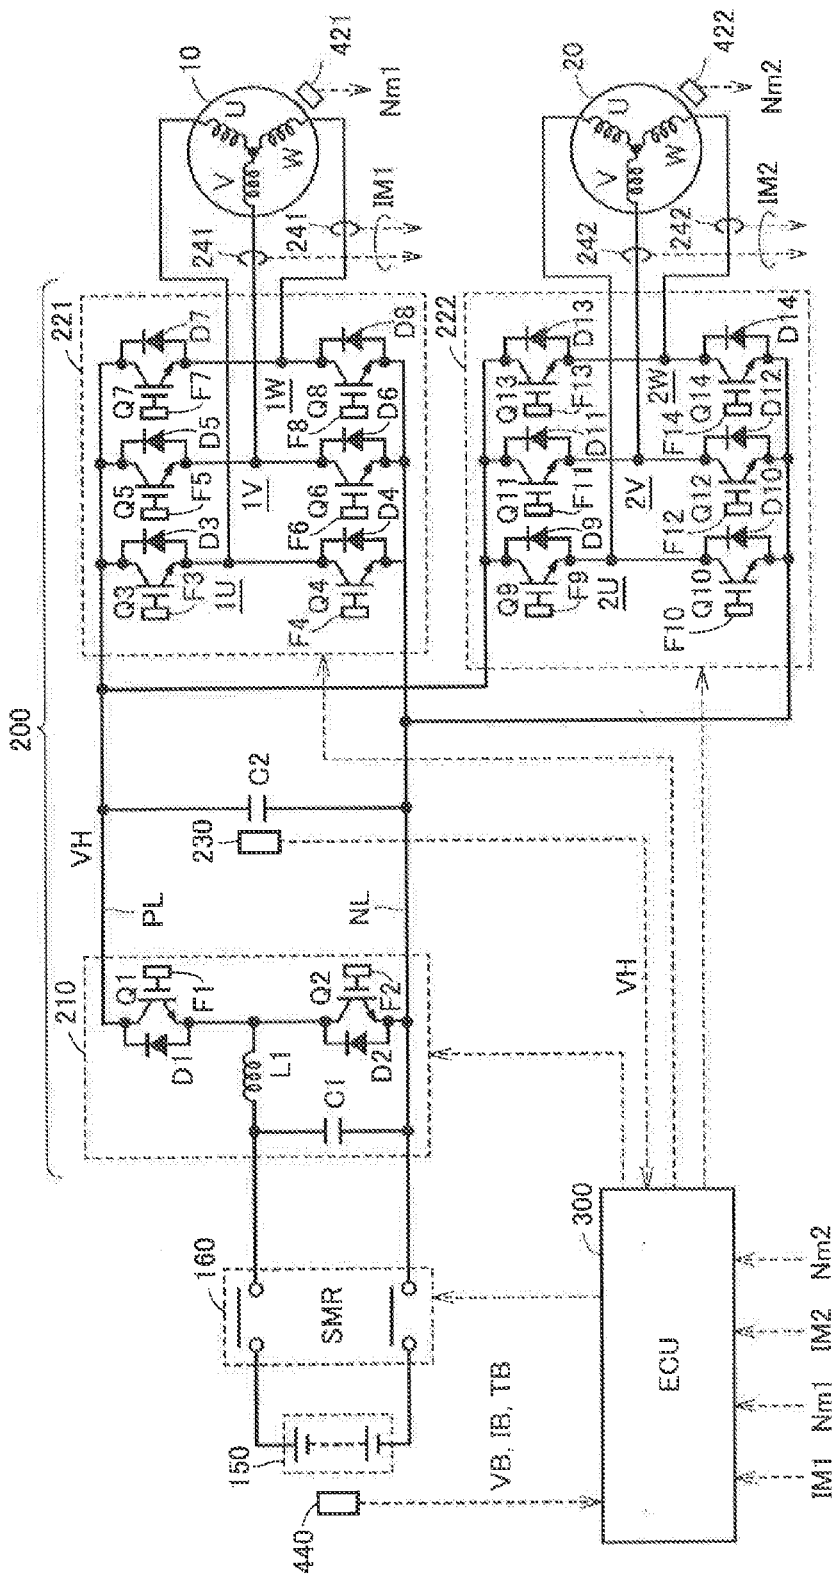 200
210
VH
PL
NL
221
222
Q1
F1
D1
Q2
F2
D2
L1
C1
C2
230
Q3
D3
F3
Q5
D5
F5
Q7
D7
F7
1U
1V
1W
Q4
D4
F4
Q6
D6
F6
Q8
D8
F8
241
241
IM1
10
U
V
W
421
Nm1
Q9
D9
F9
Q11
D11
F11
Q13
D13
F13
2U
2V
2W
Q10
D10
F10
Q12
D12
F12
Q14
D14
F14
242
242
IM2
20
U
V
W
422
Nm2
160
SMR
150
440
VB, IB, TB
VH
300
ECU
IM1
Nm1
IM2
Nm2